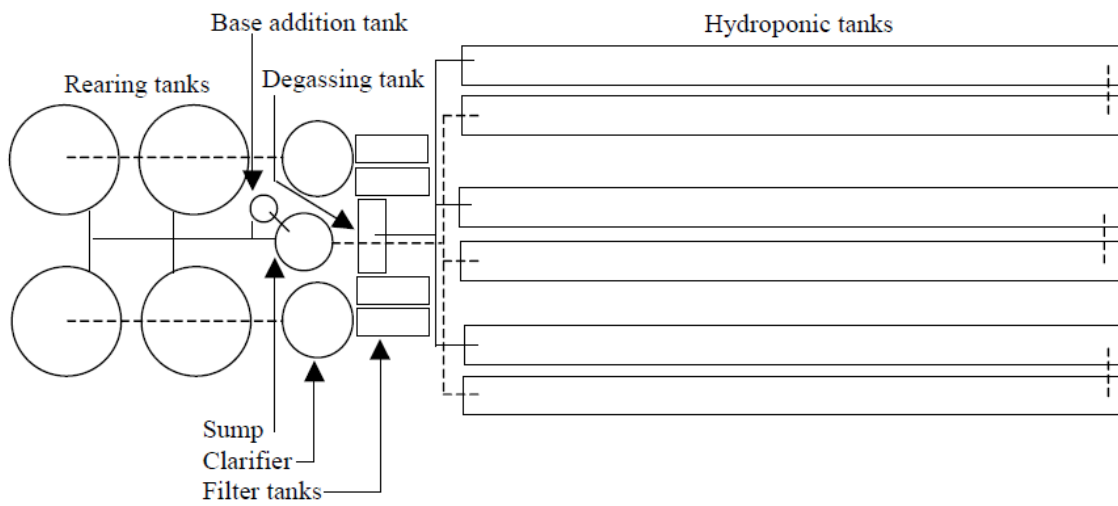 Base addition tank
Hydroponic tanks
Rearing tanks
Degassing tank
Sump
Clarifier
Filter tanks